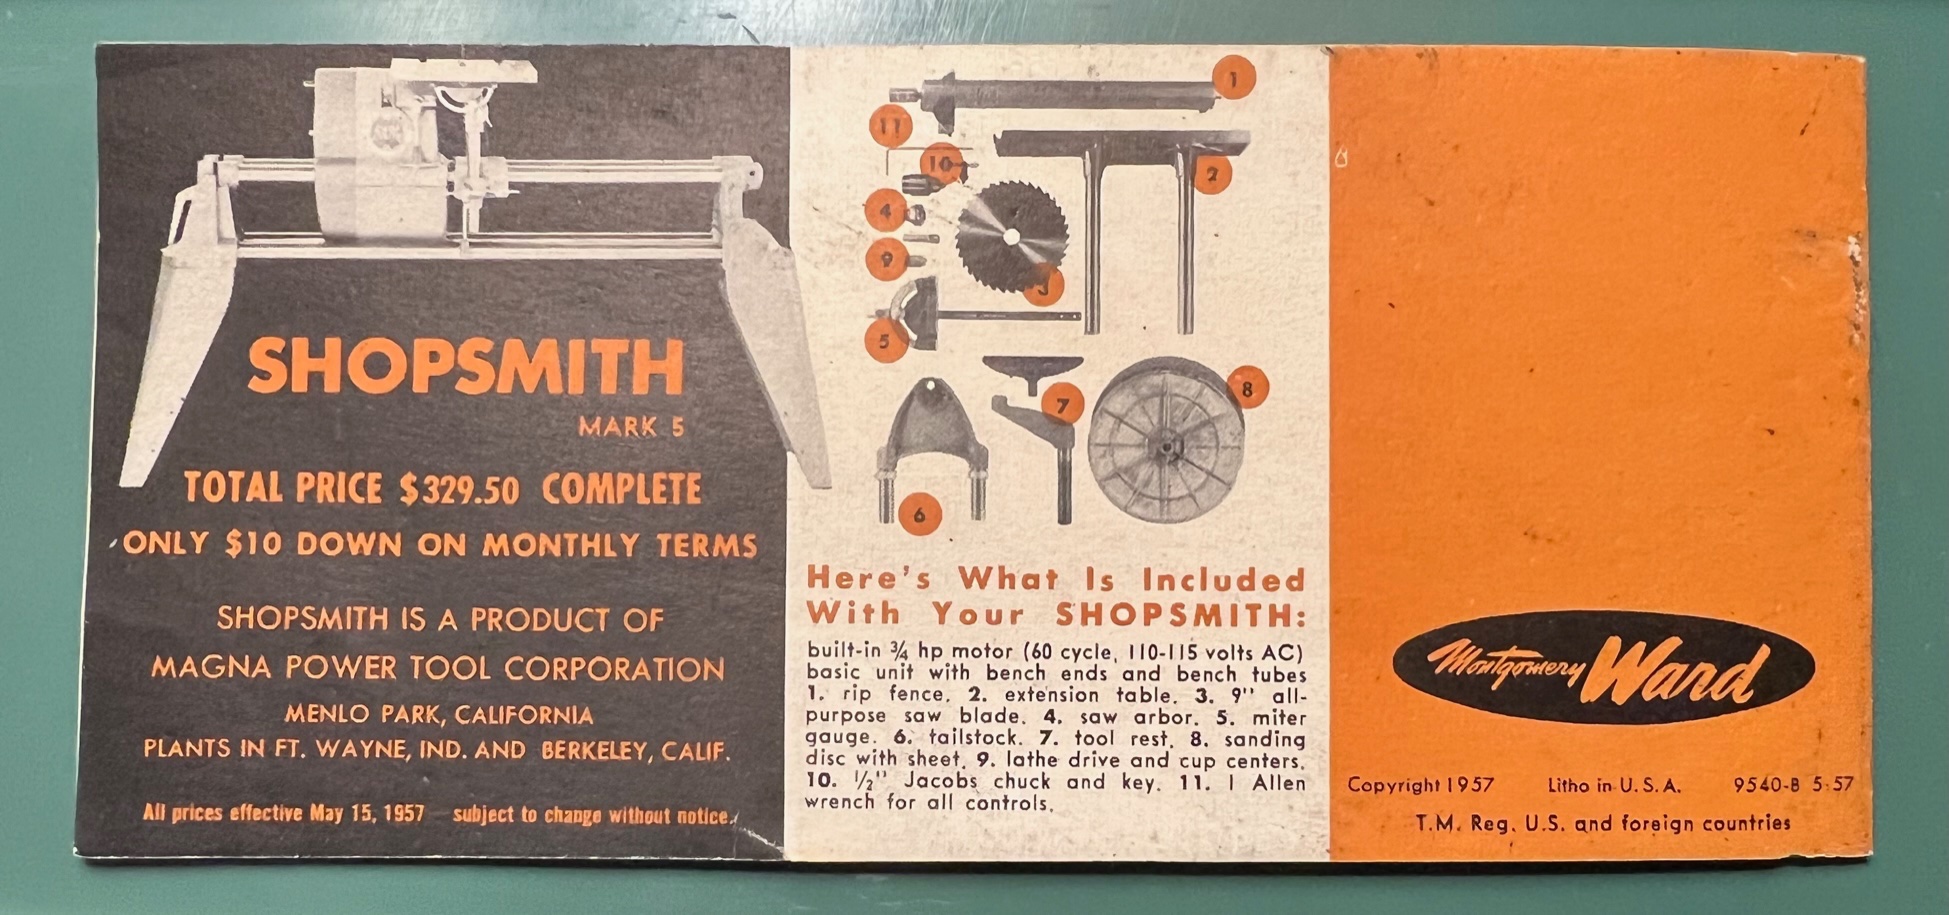 SHOPSMITH
MARK 5
TOTAL PRICE $329.50 COMPLETE
ONLY $10 DOWN ON MONTHLY TERMS
SHOPSMITH IS A PRODUCT OF
MAGNA POWER TOOL CORPORATION
MENLO PARK, CALIFORNIA
PLANTS IN FT. WAYNE, IND. AND BERKELEY, CALIF.
All prices effective May 15, 1957 subject to change without notice.
1
11
10
2
4
9
3
5
7
8
6
Here's What Is Included
With Your SHOPSMITH:
built-in ¾ hp motor (60 cycle, 110-115 volts AC)
basic unit with bench ends and bench tubes
1. rip fence. 2. extension table. 3. 9" all-
purpose saw blade. 4. saw arbor. 5. miter
gauge. 6. tailstock. 7. tool rest. 8. sanding
disc with sheet. 9. lathe drive and cup centers.
10. ½" Jacobs chuck and key. 11. 1 Allen
wrench for all controls.
Montgomery Ward
Copyright 1957 Litho in U.S.A. 9540-B 5-57
T.M. Reg. U.S. and foreign countries